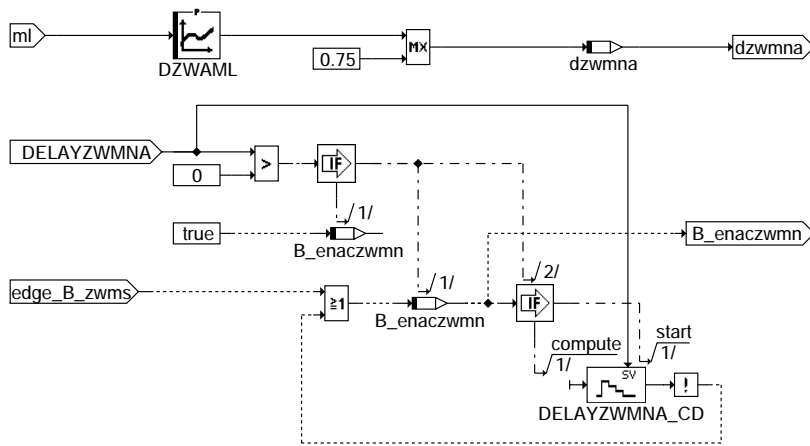 P
ml
DZWAML
0.75
MX
dzwmna
dzwmna
DELAYZWMNA
0
>
IF
1/
true
B_enaczwmn
B_enaczwmn
edge_B_zwms
≧1
1/
B_enaczwmn
2/
IF
compute
1/
start
1/
SV
!
DELAYZWMNA_CD